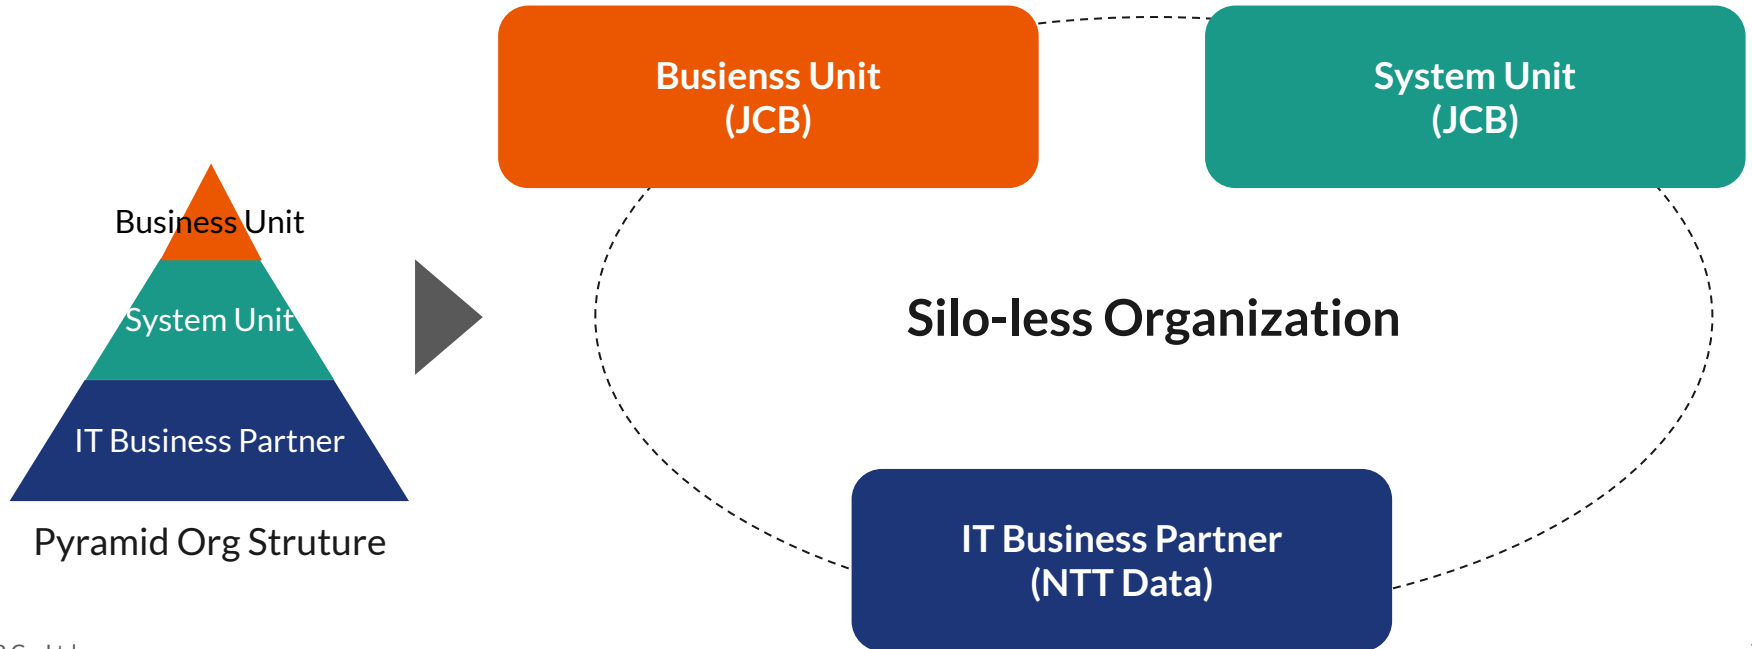 Busienss Unit
(JCB)
System Unit
(JCB)
Business Unit
System Unit
IT Business Partner
Pyramid Org Struture
Silo-less Organization
IT Business Partner
(NTT Data)